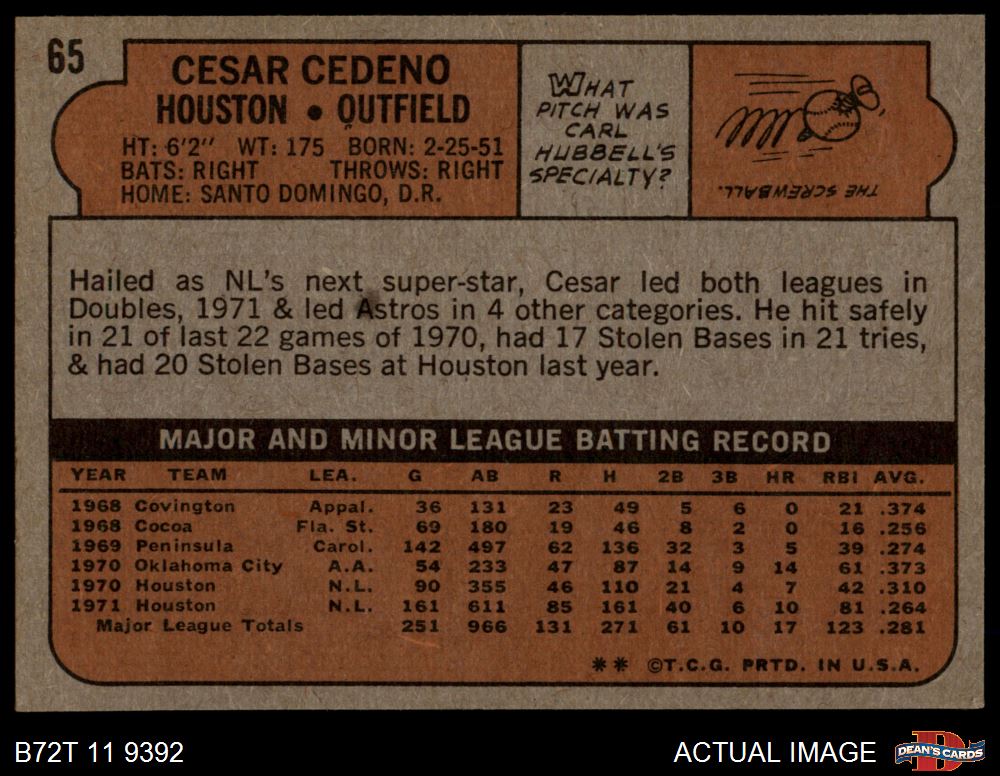 65
CESAR CEDENO
HOUSTON • OUTFIELD
HT: 6'2" WT: 175 BORN: 2-25-51
BATS: RIGHT THROWS: RIGHT
HOME: SANTO DOMINGO, D.R.
WHAT
PITCH WAS
CARL
HUBBELL'S
SPECIALTY?
THE SCREWBALL.
Hailed as NL's next super-star, Cesar led both leagues in
Doubles, 1971 & led Astros in 4 other categories. He hit safely
in 21 of last 22 games of 1970, had 17 Stolen Bases in 21 tries,
& had 20 Stolen Bases at Houston last year.
MAJOR AND MINOR LEAGUE BATTING RECORD
YEAR TEAM LEA. G AB R H 2B 3B HR RBI AVG.
1968 Covington Appal. 36 131 23 49 5 6 0 21 .374
1968 Cocoa Fla. St. 69 180 19 46 8 2 0 16 .256
1969 Peninsula Carol. 142 497 62 136 32 3 5 39 .274
1970 Oklahoma City A.A. 54 233 47 87 14 9 14 61 .373
1970 Houston N.L. 90 355 46 110 21 4 7 42 .310
1971 Houston N.L. 161 611 85 161 40 6 10 81 .264
Major League Totals 251 966 131 271 61 10 17 123 .281
** ©T.C.G. PRTD. IN U.S.A.
B72T 11 9392
ACTUAL IMAGE
DEAN'S CARDS